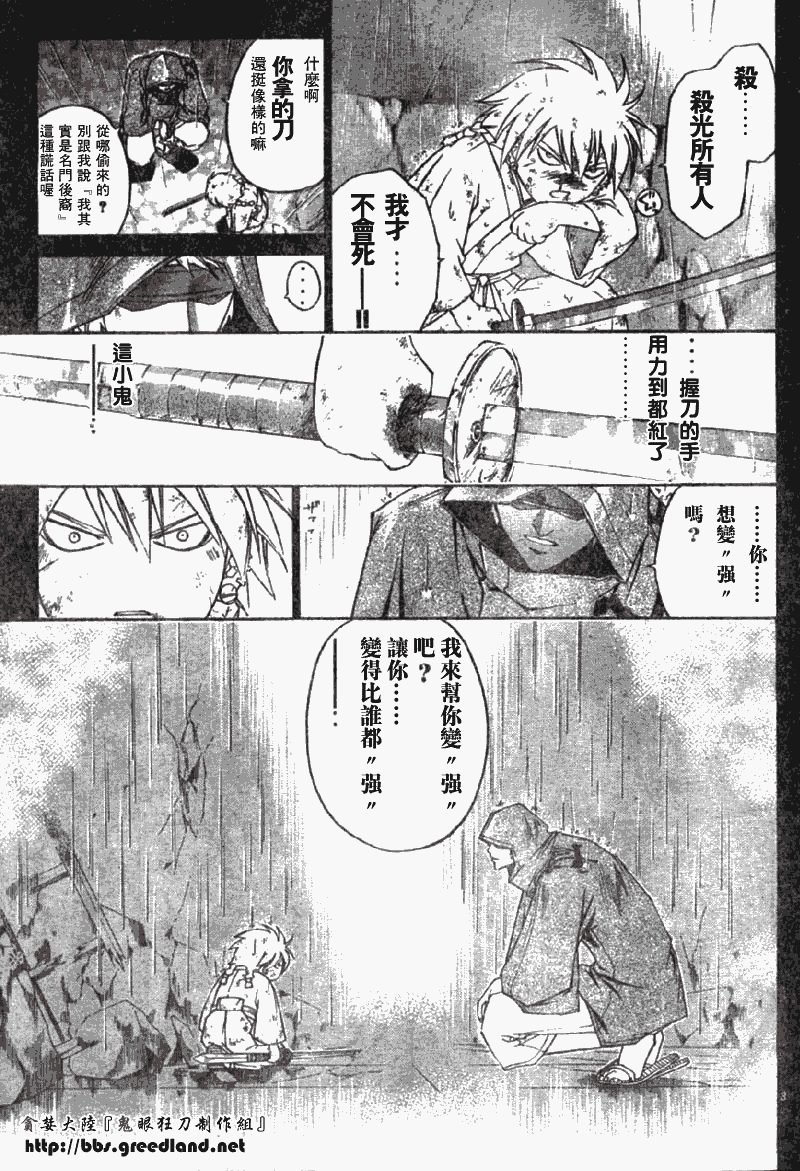 殺……
殺光所有人
我才‥‥
不會死——!!
什麼啊
你拿的刀
還挺像樣的嘛
從哪偷來的？
別跟我說『我其
實是名門後裔』
這種謊話喔
‥‥
‥‥握刀的手
用力到都紅了
………
——這小鬼……
……你……
想變〝强〞
嗎？
我來幫你變〝强〞
吧？
讓你……
變得比誰都〝强〞
——…
貪婪大陸『鬼眼狂刀制作組』
http://bbs.greedland.net